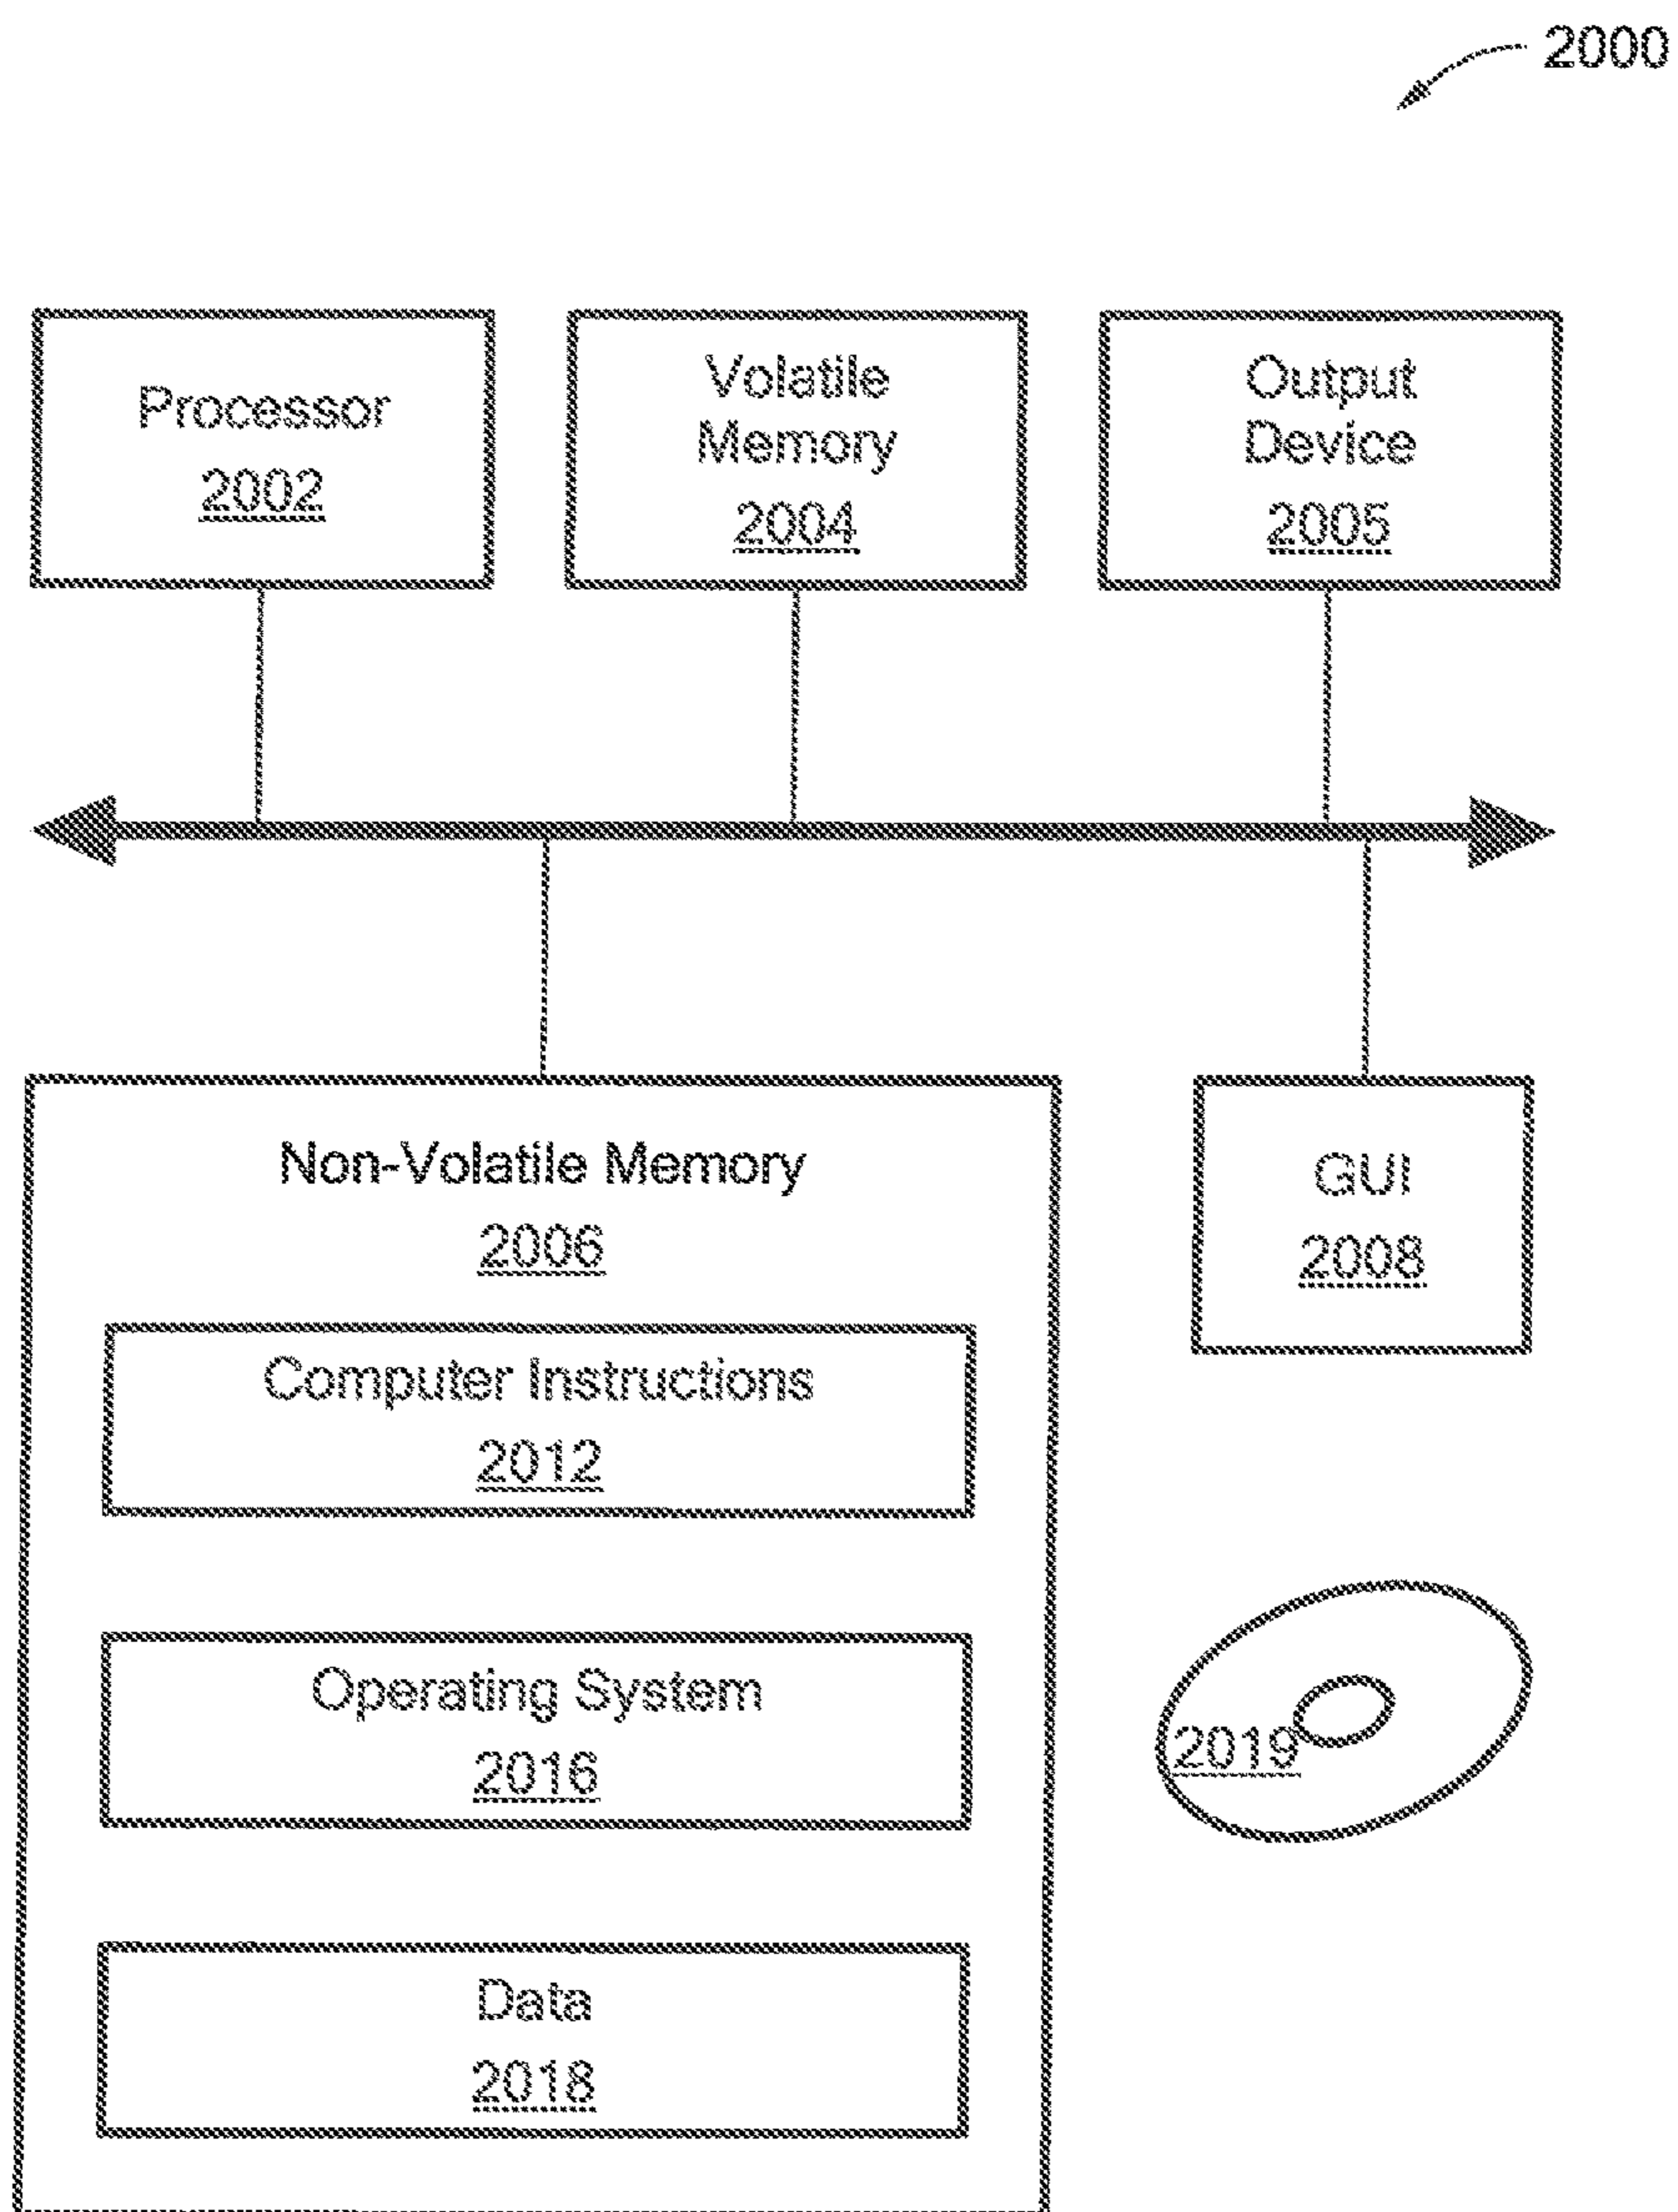 2000
Processor
2002
Volatile
Memory
2004
Output
Device
2005
Non-Volatile Memory
2006
GUI
2008
Computer Instructions
2012
Operating System
2016
2019
Data
2018